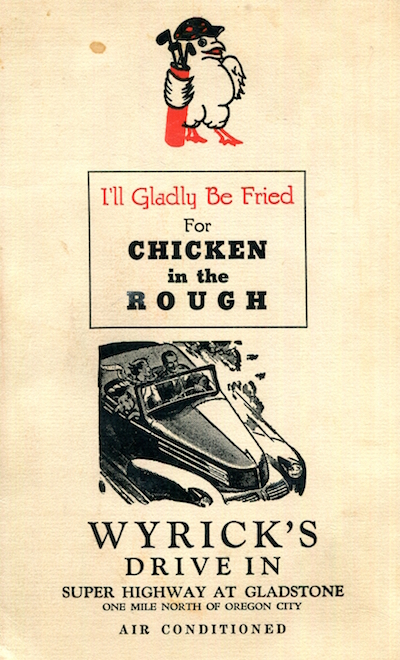 I'll Gladly Be Fried
For
CHICKEN
in the
ROUGH
WYRICK'S
DRIVE IN
SUPER HIGHWAY AT GLADSTONE
ONE MILE NORTH OF OREGON CITY
AIR CONDITIONED